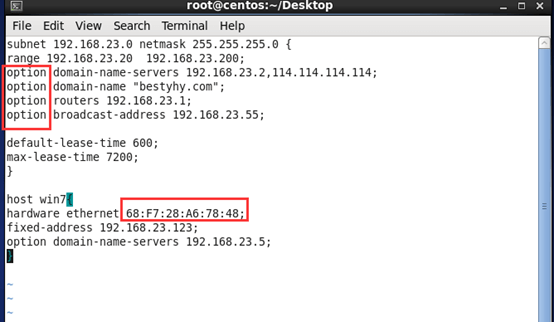 root@centos:~/Desktop
File Edit View Search Terminal Help
subnet 192.168.23.0 netmask 255.255.255.0 {
range 192.168.23.20  192.168.23.200;
option domain-name-servers 192.168.23.2,114.114.114.114;
option domain-name "bestyhy.com";
option routers 192.168.23.1;
option broadcast-address 192.168.23.55;
default-lease-time 600;
max-lease-time 7200;
}
host win7{
hardware ethernet 68:F7:28:A6:78:48;
fixed-address 192.168.23.123;
option domain-name-servers 192.168.23.5;
}
~
~
~